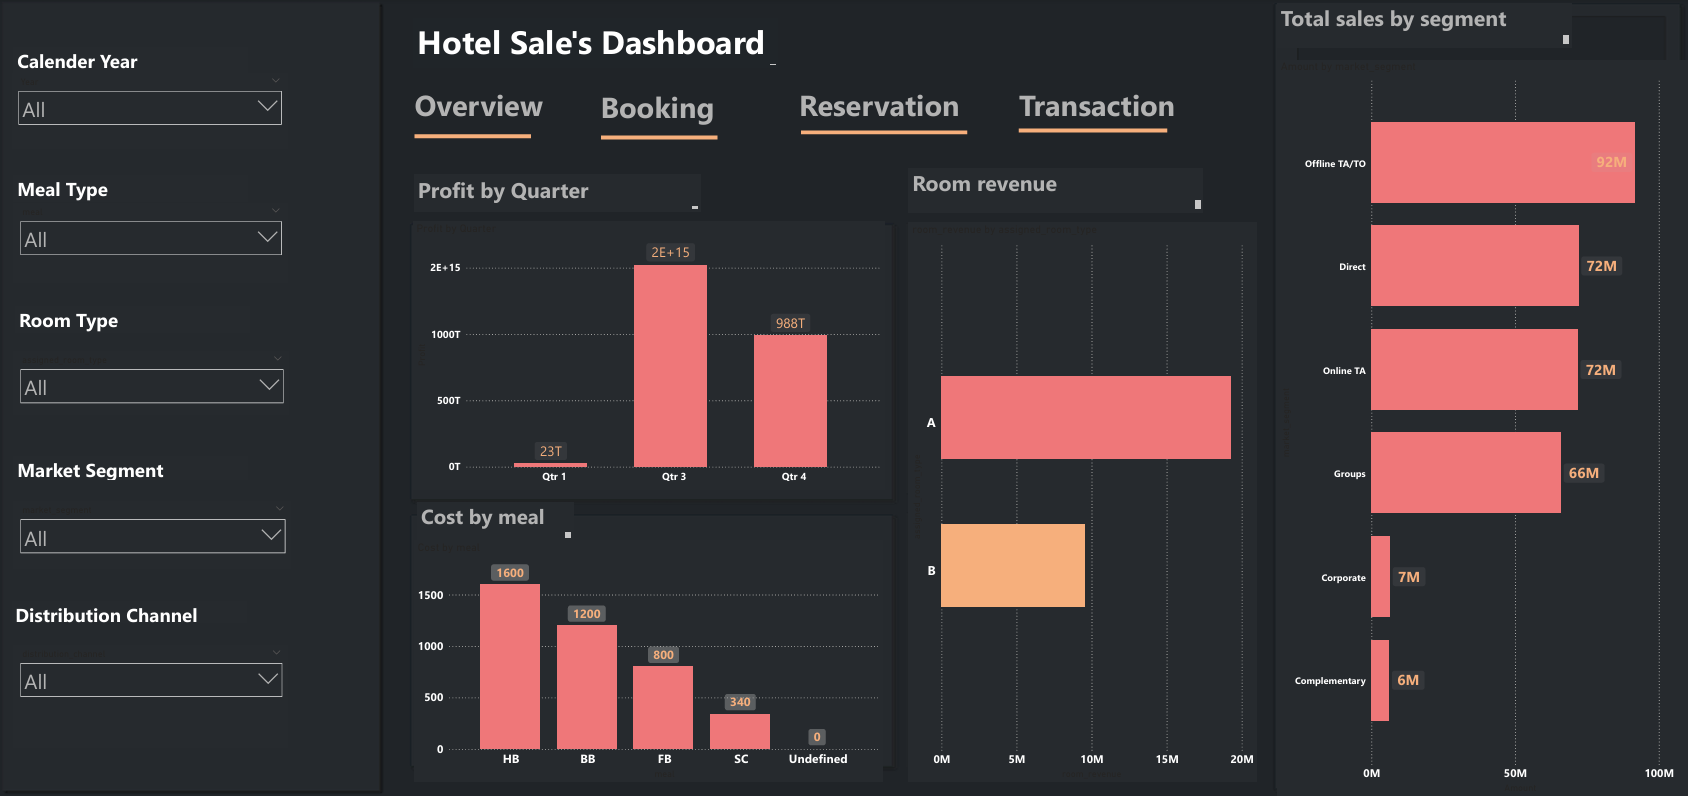 Calender Year
All
Meal Type
All
Room Type
All
Market Segment
All
Distribution Channel
All
Hotel Sale's Dashboard
Overview
Booking
Reservation
Transaction
Profit by Quarter
2E+15
1000T
500T
0T
23T
2E+15
988T
Qtr 1
Qtr 3
Qtr 4
Cost by meal
1500
1000
500
0
1600
1200
800
340
0
HB
BB
FB
SC
Undefined
Room revenue
A
B
0M
5M
10M
15M
20M
Total sales by segment
Offline TA/TO
92M
Direct
72M
Online TA
72M
Groups
66M
Corporate
7M
Complementary
6M
0M
50M
100M